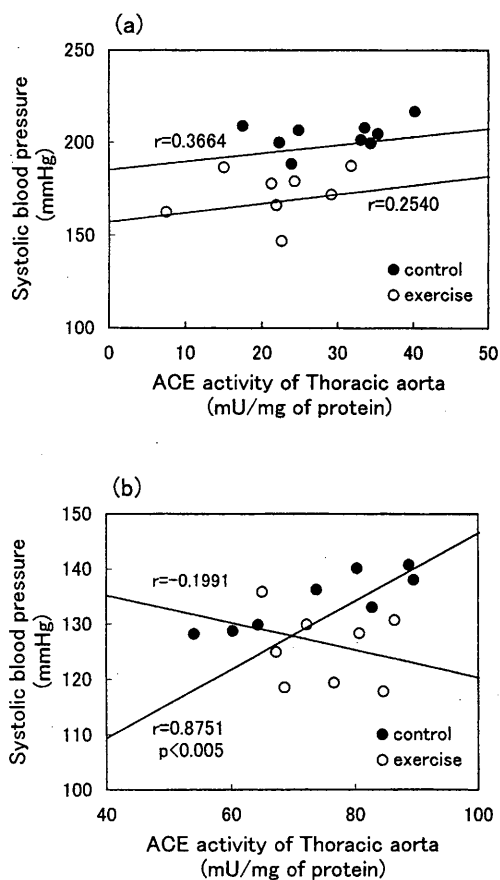 (a)
250
200
150
100
Systolic blood pressure
(mmHg)
r=0.3664
r=0.2540
control
exercise
0
10
20
30
40
50
ACE activity of Thoracic aorta
(mU/mg of protein)
(b)
150
140
130
120
110
100
Systolic blood pressure
(mmHg)
r=-0.1991
r=0.8751
p<0.005
control
exercise
40
60
80
100
ACE activity of Thoracic aorta
(mU/mg of protein)